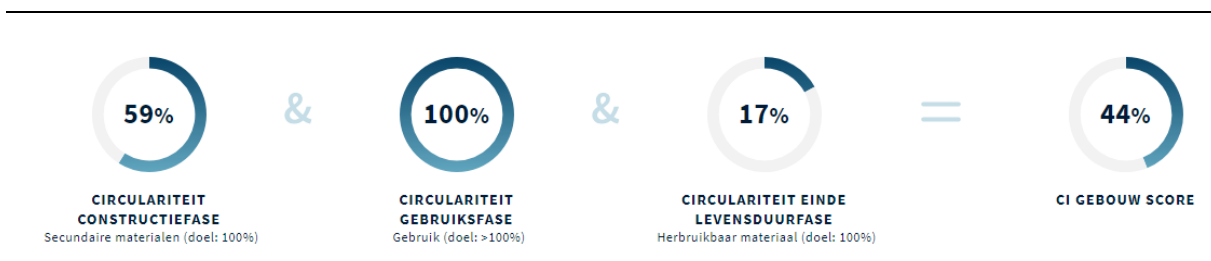 59%
&
100%
&
17%
=
44%
CIRCULARITEIT
CONSTRUCTIEFASE
Secundaire materialen (doel: 100%)
CIRCULARITEIT
GEBRUIKSFASE
Gebruik (doel: >100%)
CIRCULARITEIT EINDE
LEVENSDUURFASE
Herbruikbaar materiaal (doel: 100%)
CI GEBOUW SCORE